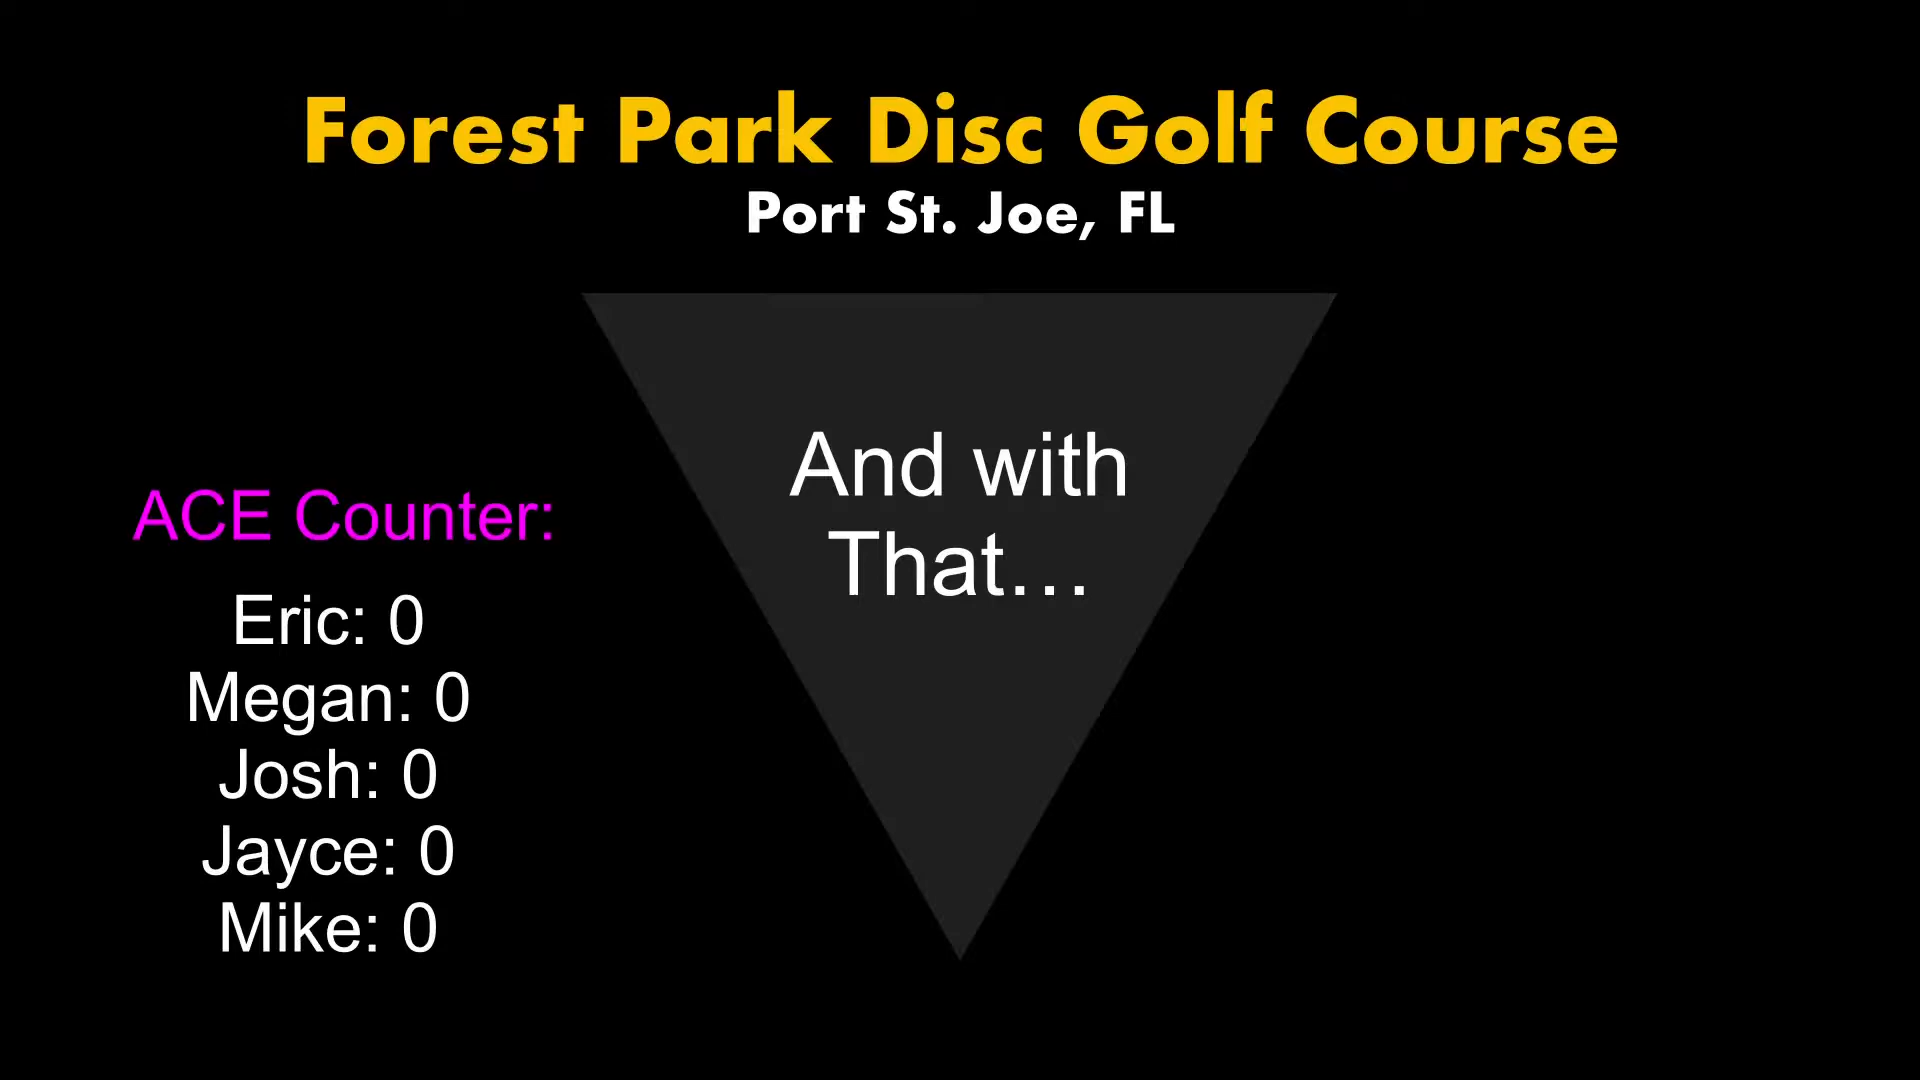 Forest Park Disc Golf Course
Port St. Joe, FL
And with
That…
ACE Counter:
Eric: 0
Megan: 0
Josh: 0
Jayce: 0
Mike: 0